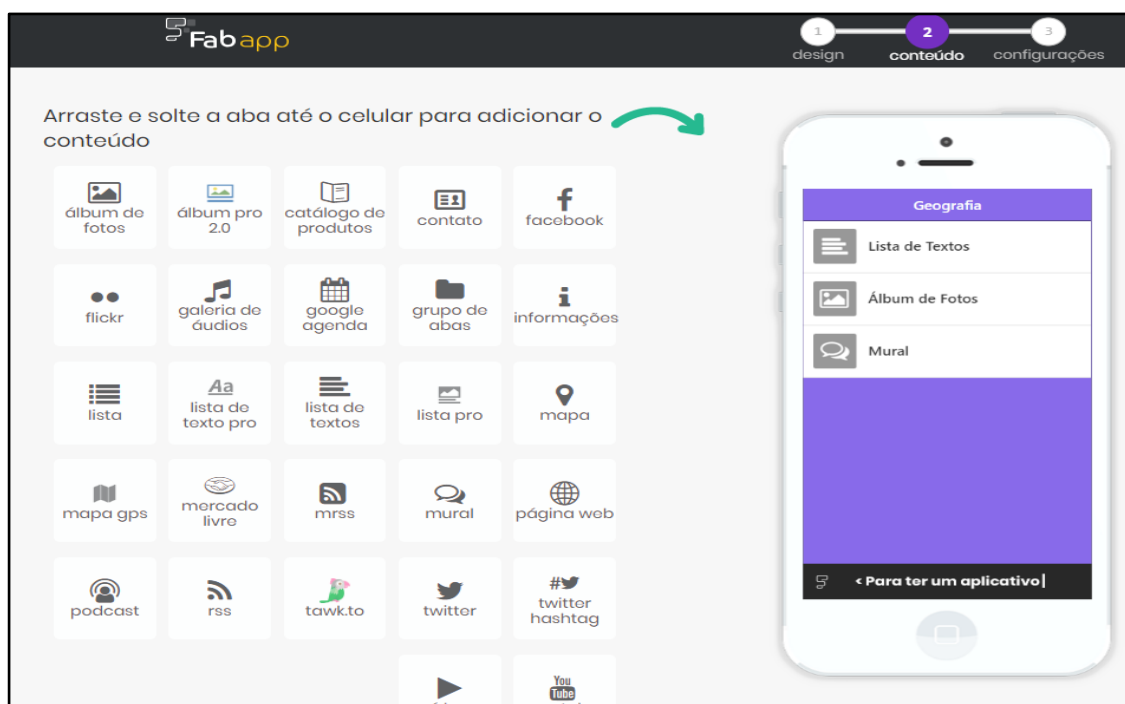 Fabapp
1 2 3
design conteúdo configurações
Arraste e solte a aba até o celular para adicionar o
conteúdo
álbum de
fotos
álbum pro
2.0
catálogo de
produtos
contato
facebook
flickr
galeria de
áudios
google
agenda
grupo de
abas
informações
lista
Aa
lista de
texto pro
lista de
textos
lista pro
mapa
mapa gps
mercado
livre
mrss
mural
página web
podcast
rss
tawk.to
twitter
#
twitter
hashtag
You
Tube
Geografia
Lista de Textos
Álbum de Fotos
Mural
< Para ter um aplicativo|